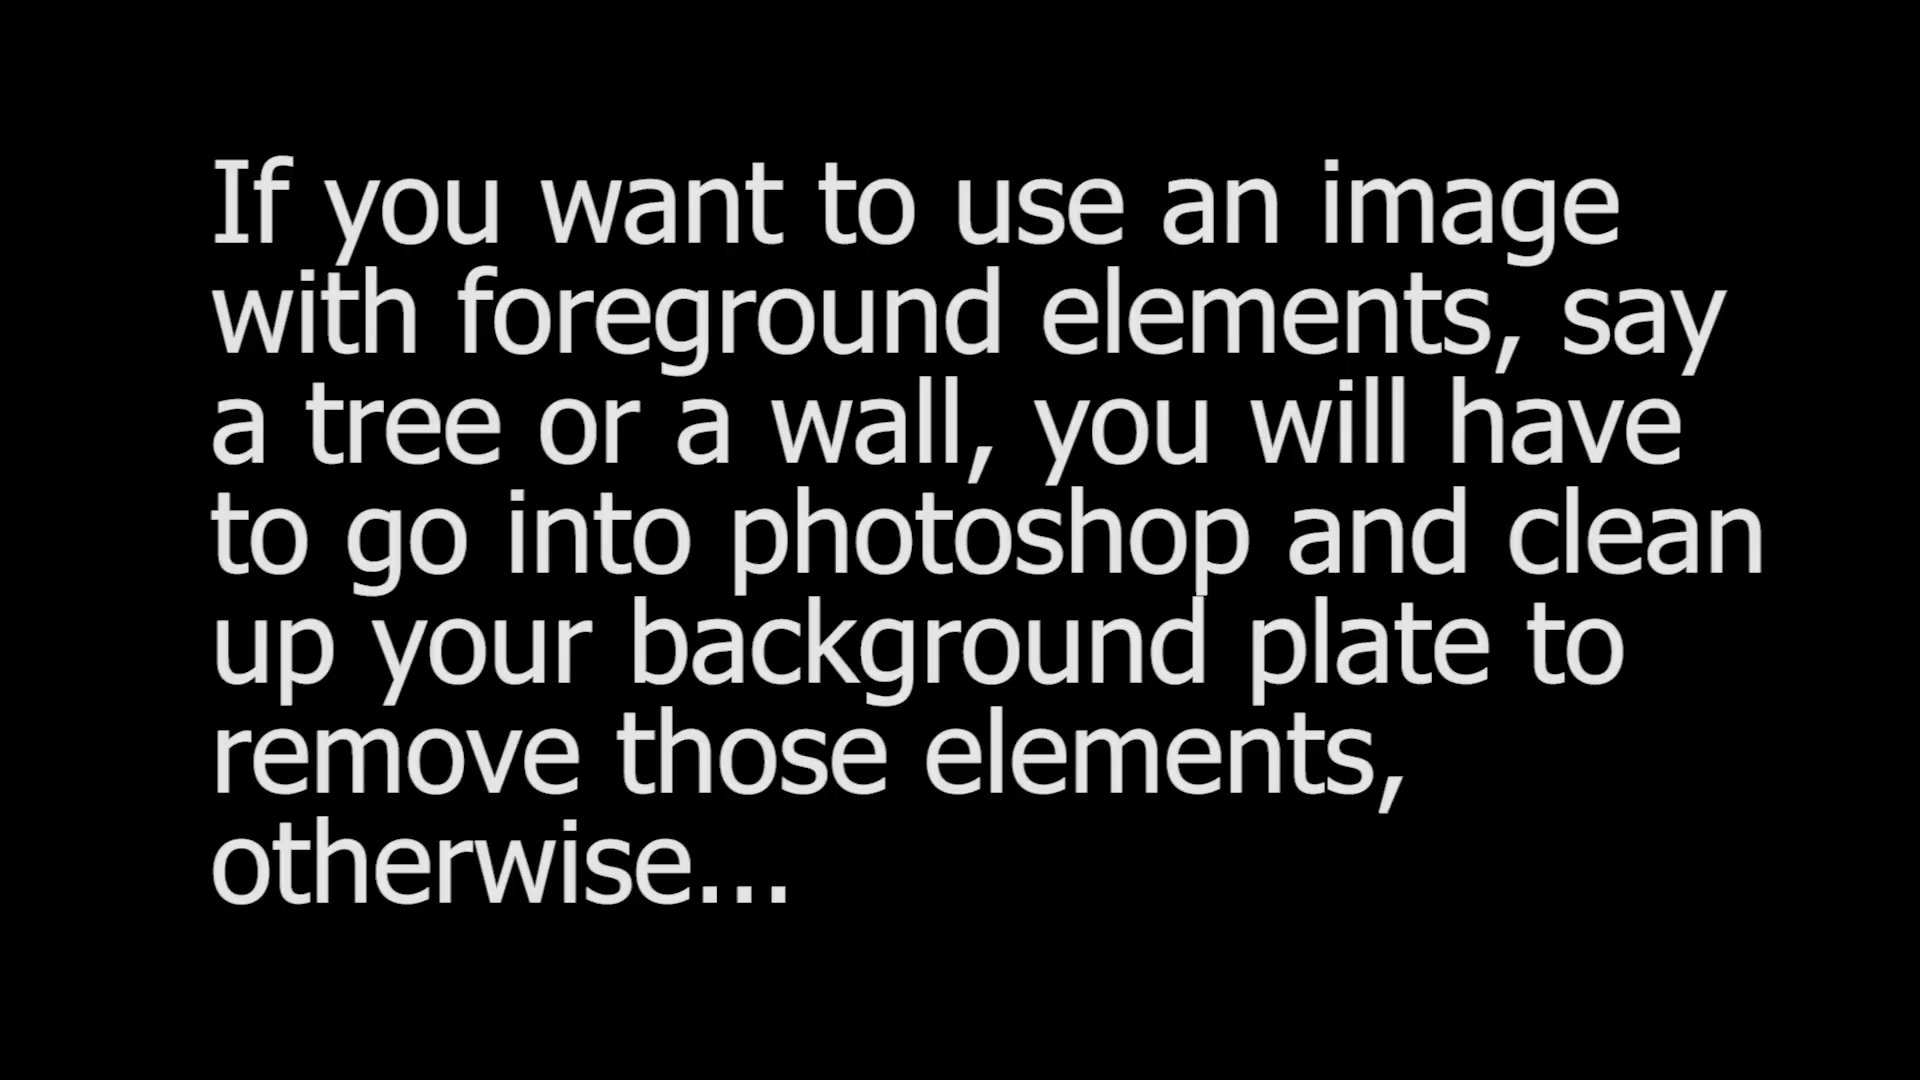 If you want to use an image
with foreground elements, say
a tree or a wall, you will have
to go into photoshop and clean
up your background plate to
remove those elements,
otherwise...